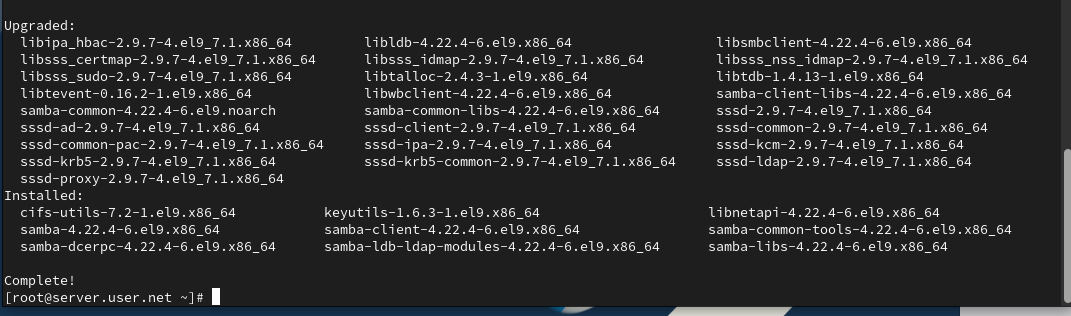 Upgraded:
libipa_hbac-2.9.7-4.el9_7.1.x86_64 libldb-4.22.4-6.el9.x86_64 libsmbclient-4.22.4-6.el9.x86_64
libsss_certmap-2.9.7-4.el9_7.1.x86_64 libsss_idmap-2.9.7-4.el9_7.1.x86_64 libsss_nss_idmap-2.9.7-4.el9_7.1.x86_64
libsss_sudo-2.9.7-4.el9_7.1.x86_64 libtalloc-2.4.3-1.el9.x86_64 libtdb-1.4.13-1.el9.x86_64
libtevent-0.16.2-1.el9.x86_64 libwbclient-4.22.4-6.el9.x86_64 samba-client-libs-4.22.4-6.el9.x86_64
samba-common-4.22.4-6.el9.noarch samba-common-libs-4.22.4-6.el9.x86_64 sssd-2.9.7-4.el9_7.1.x86_64
sssd-ad-2.9.7-4.el9_7.1.x86_64 sssd-client-2.9.7-4.el9_7.1.x86_64 sssd-common-2.9.7-4.el9_7.1.x86_64
sssd-common-pac-2.9.7-4.el9_7.1.x86_64 sssd-ipa-2.9.7-4.el9_7.1.x86_64 sssd-kcm-2.9.7-4.el9_7.1.x86_64
sssd-krb5-2.9.7-4.el9_7.1.x86_64 sssd-krb5-common-2.9.7-4.el9_7.1.x86_64 sssd-ldap-2.9.7-4.el9_7.1.x86_64
sssd-proxy-2.9.7-4.el9_7.1.x86_64
Installed:
cifs-utils-7.2-1.el9.x86_64 keyutils-1.6.3-1.el9.x86_64 libnetapi-4.22.4-6.el9.x86_64
samba-4.22.4-6.el9.x86_64 samba-client-4.22.4-6.el9.x86_64 samba-common-tools-4.22.4-6.el9.x86_64
samba-dcerpc-4.22.4-6.el9.x86_64 samba-ldb-ldap-modules-4.22.4-6.el9.x86_64 samba-libs-4.22.4-6.el9.x86_64
Complete!
[root@server.user.net ~]#